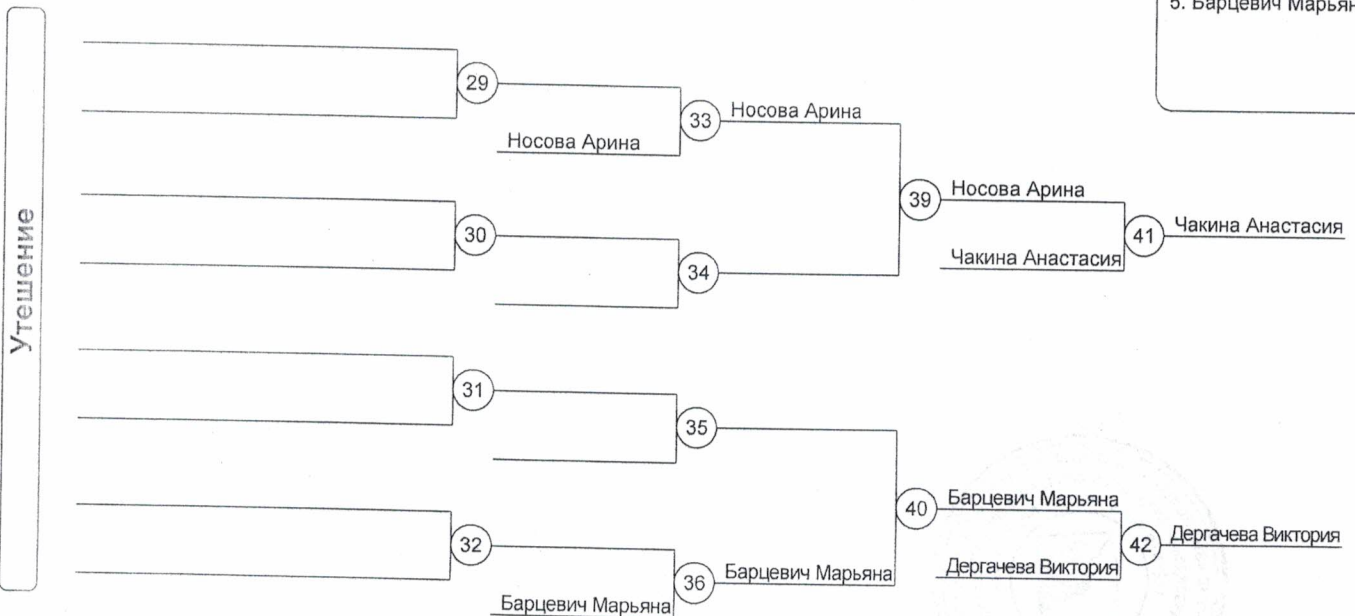 5. Барцевич Марьян
Утешение
29
33
Носова Арина
Носова Арина
39
Носова Арина
30
41
Чакина Анастасия
Чакина Анастасия
34
31
35
40
Барцевич Марьяна
32
42
Дергачева Виктория
Дергачева Виктория
36
Барцевич Марьяна
Барцевич Марьяна